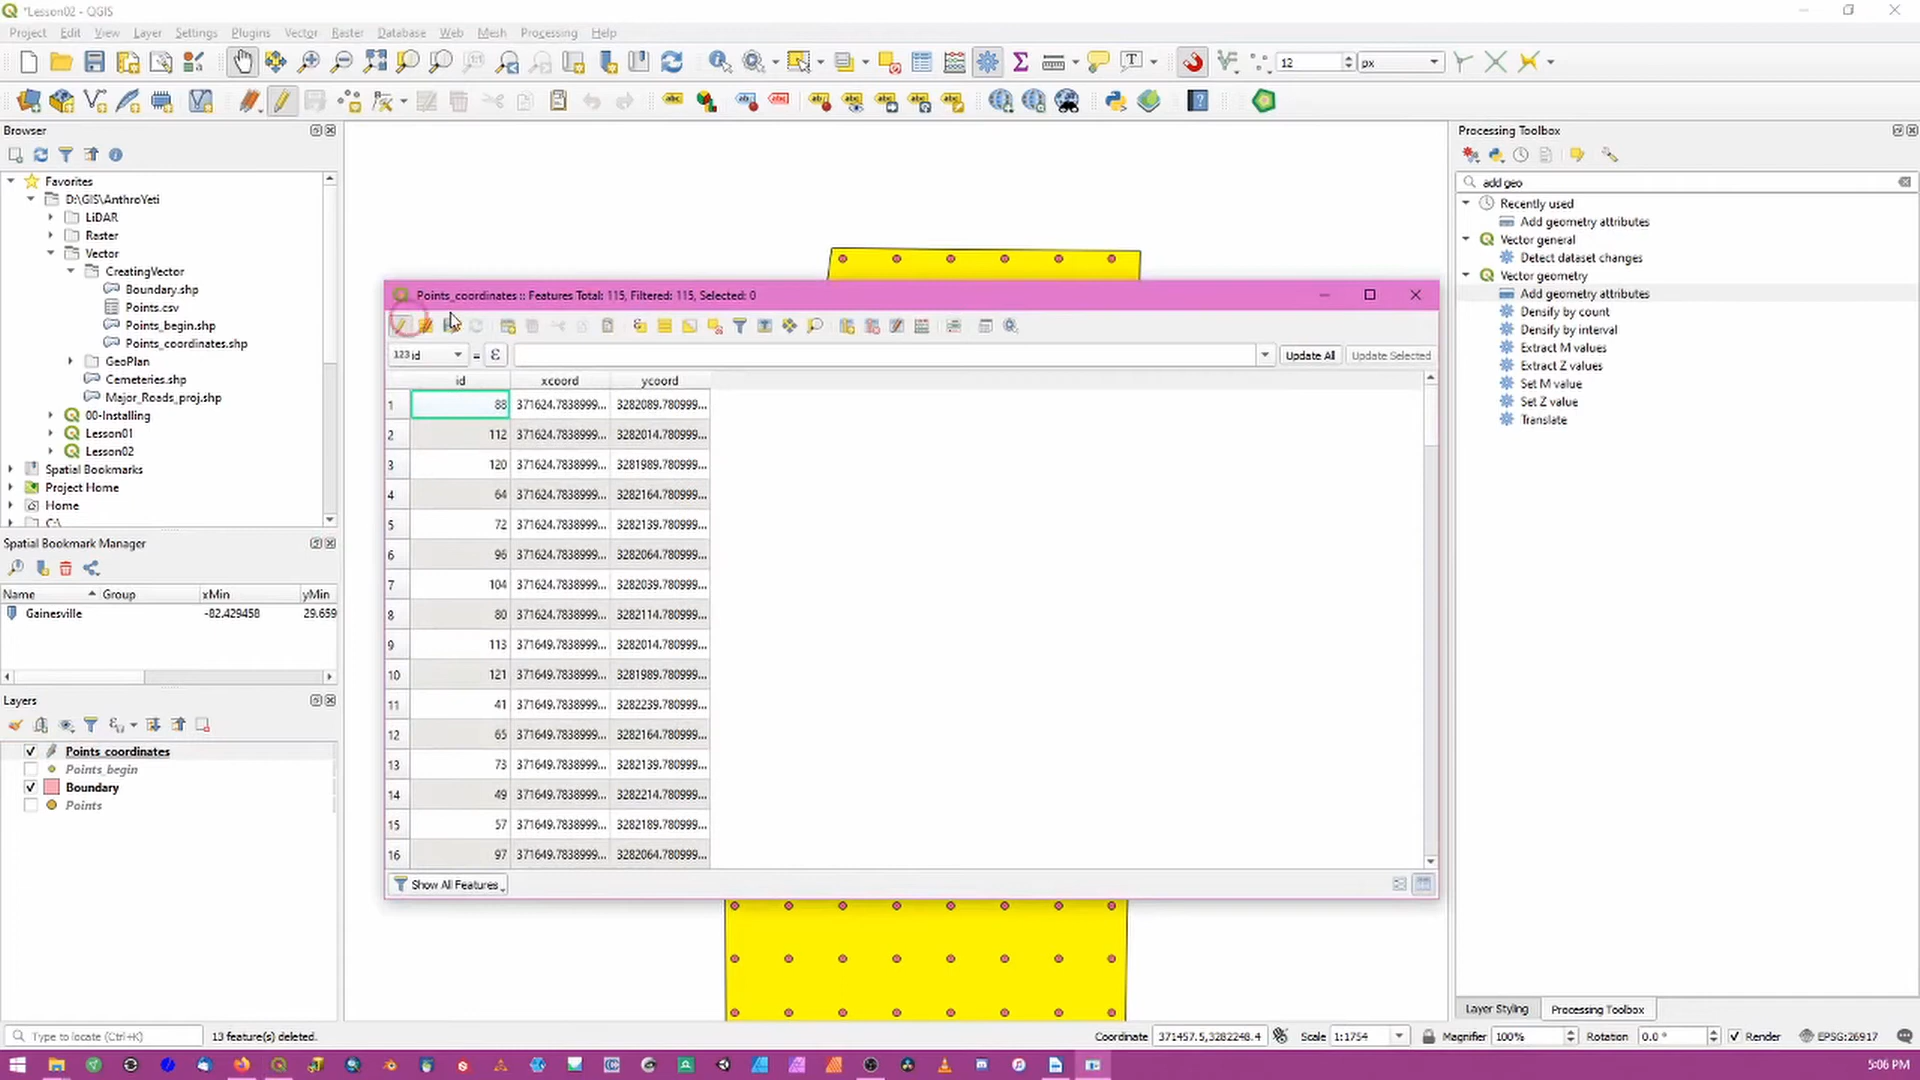 *Lesson02 - QGIS
Project Edit View Layer Settings Plugins Vector Raster Database Web Mesh Processing Help
12 px
Browser
Favorites
D:\GIS\AnthroYeti
LiDAR
Raster
Vector
CreatingVector
Boundary.shp
Points.csv
Points_begin.shp
Points_coordinates.shp
GeoPlan
Cemeteries.shp
Major_Roads_proj.shp
00-Installing
Lesson01
Lesson02
Spatial Bookmarks
Project Home
Home
C:\
Spatial Bookmark Manager
Name Group xMin yMin
Gainesville -82.429458 29.659
Layers
Points_coordinates
Points_begin
Boundary
Points
Points_coordinates :: Features Total: 115, Filtered: 115, Selected: 0
123 id = ε Update All Update Selected
id xcoord ycoord
1 88 371624.7838999... 3282089.780999...
2 112 371624.7838999... 3282014.780999...
3 120 371624.7838999... 3281989.780999...
4 64 371624.7838999... 3282164.780999...
5 72 371624.7838999... 3282139.780999...
6 96 371624.7838999... 3282064.780999...
7 104 371624.7838999... 3282039.780999...
8 80 371624.7838999... 3282114.780999...
9 113 371649.7838999... 3282014.780999...
10 121 371649.7838999... 3281989.780999...
11 41 371649.7838999... 3282239.780999...
12 65 371649.7838999... 3282164.780999...
13 73 371649.7838999... 3282139.780999...
14 49 371649.7838999... 3282214.780999...
15 57 371649.7838999... 3282189.780999...
16 97 371649.7838999... 3282064.780999...
Show All Features
Processing Toolbox
add geo
Recently used
Add geometry attributes
Vector general
Detect dataset changes
Vector geometry
Add geometry attributes
Densify by count
Densify by interval
Extract M values
Extract Z values
Set M value
Set Z value
Translate
Layer Styling Processing Toolbox
Type to locate (Ctrl+K) 13 feature(s) deleted. Coordinate 371457.5,3282248.4 Scale 1:1754 Magnifier 100% Rotation 0.0 ° Render EPSG:26917
5:06 PM